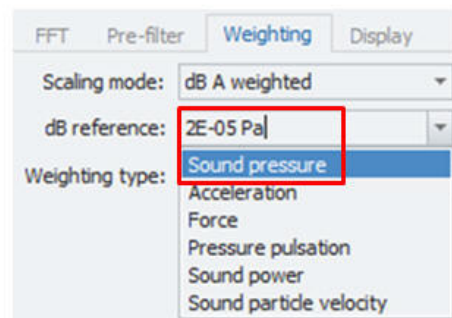 FFT Pre-filter Weighting Display
Scaling mode: dB A weighted
dB reference: 2E-05 Pa
Weighting type: Sound pressure
Acceleration
Force
Pressure pulsation
Sound power
Sound particle velocity